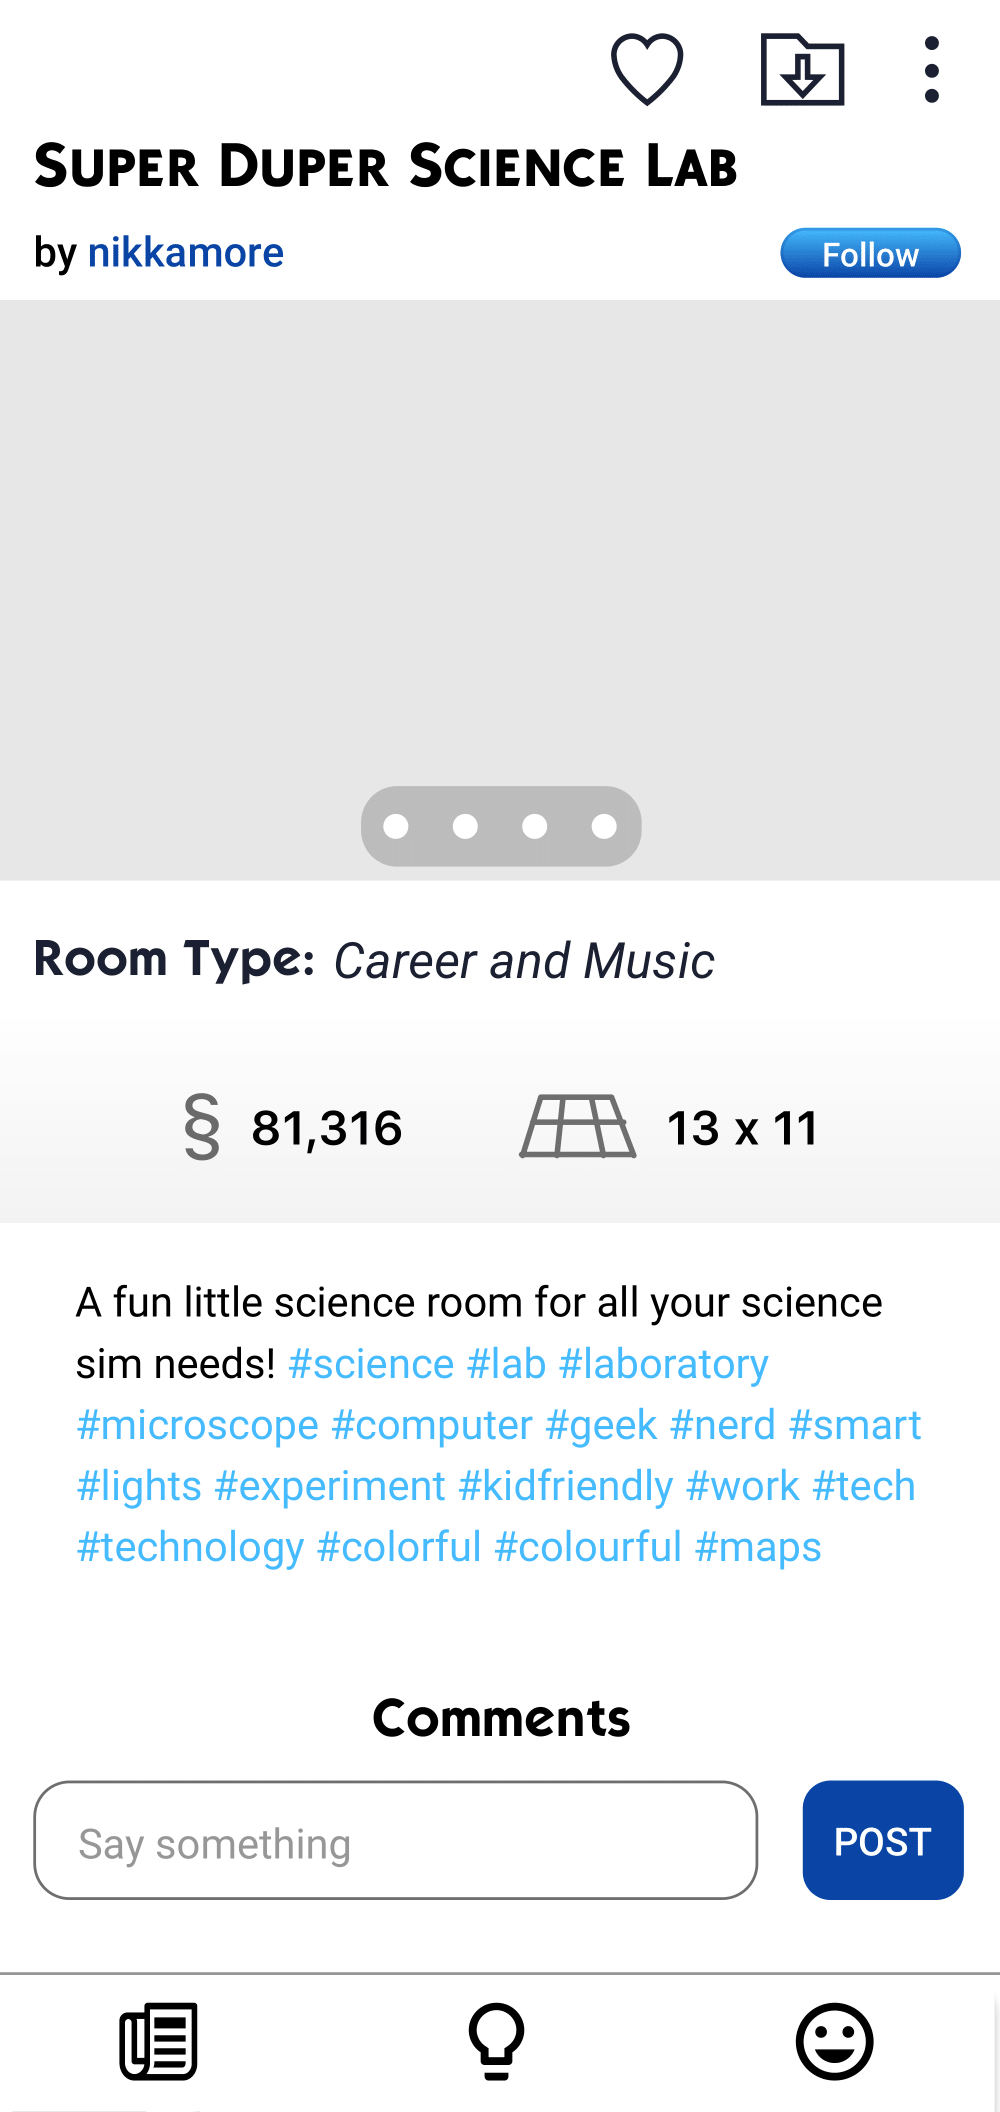 Super Duper Science Lab
by nikkamore
Follow
Room Type: Career and Music
§ 81,316
13 x 11
A fun little science room for all your science
sim needs! #science #lab #laboratory
#microscope #computer #geek #nerd #smart
#lights #experiment #kidfriendly #work #tech
#technology #colorful #colourful #maps
Comments
Say something
POST